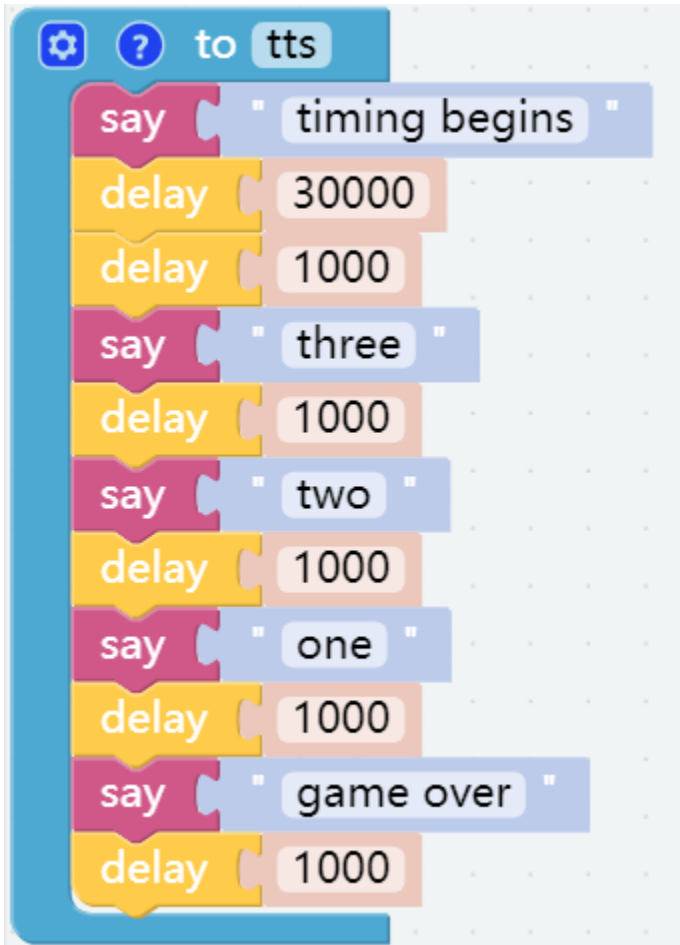 ? to tts
say " timing begins "
delay 30000
delay 1000
say " three "
delay 1000
say " two "
delay 1000
say " one "
delay 1000
say " game over "
delay 1000